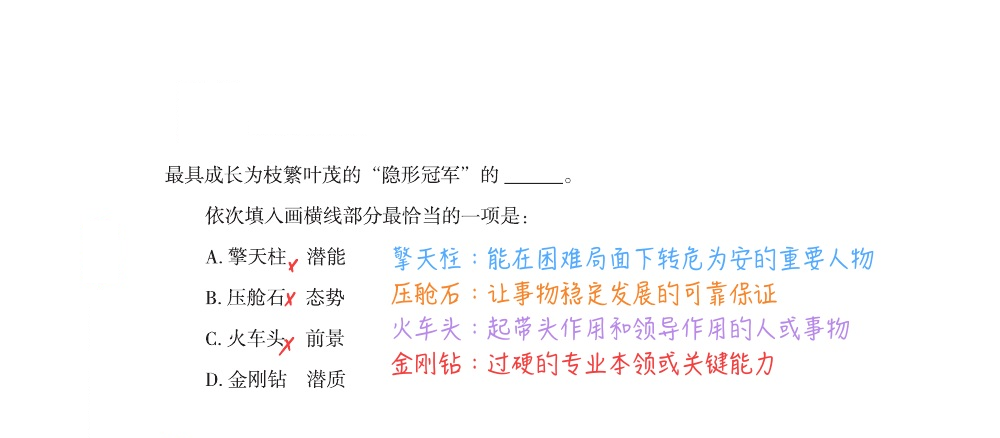 最具成长为枝繁叶茂的“隐形冠军”的______。
依次填入画横线部分最恰当的一项是：
A. 擎天柱 潜能
擎天柱：能在困难局面下转危为安的重要人物
B. 压舱石 态势
压舱石：让事物稳定发展的可靠保证
C. 火车头 前景
火车头：起带头作用和领导作用的人或事物
D. 金刚钻 潜质
金刚钻：过硬的专业本领或关键能力